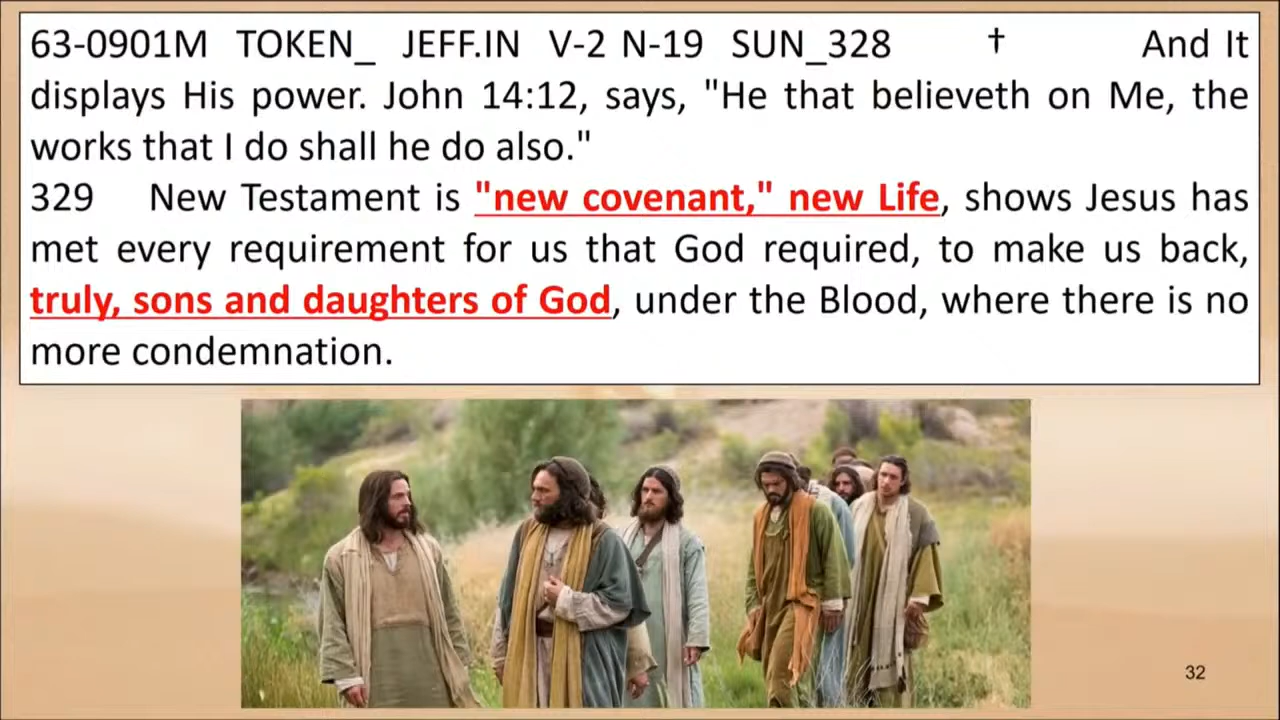 63-0901M TOKEN_ JEFF.IN V-2 N-19 SUN_328 † And It
displays His power. John 14:12, says, "He that believeth on Me, the
works that I do shall he do also."
329 New Testament is "new covenant," new Life, shows Jesus has
met every requirement for us that God required, to make us back,
truly, sons and daughters of God, under the Blood, where there is no
more condemnation.
32